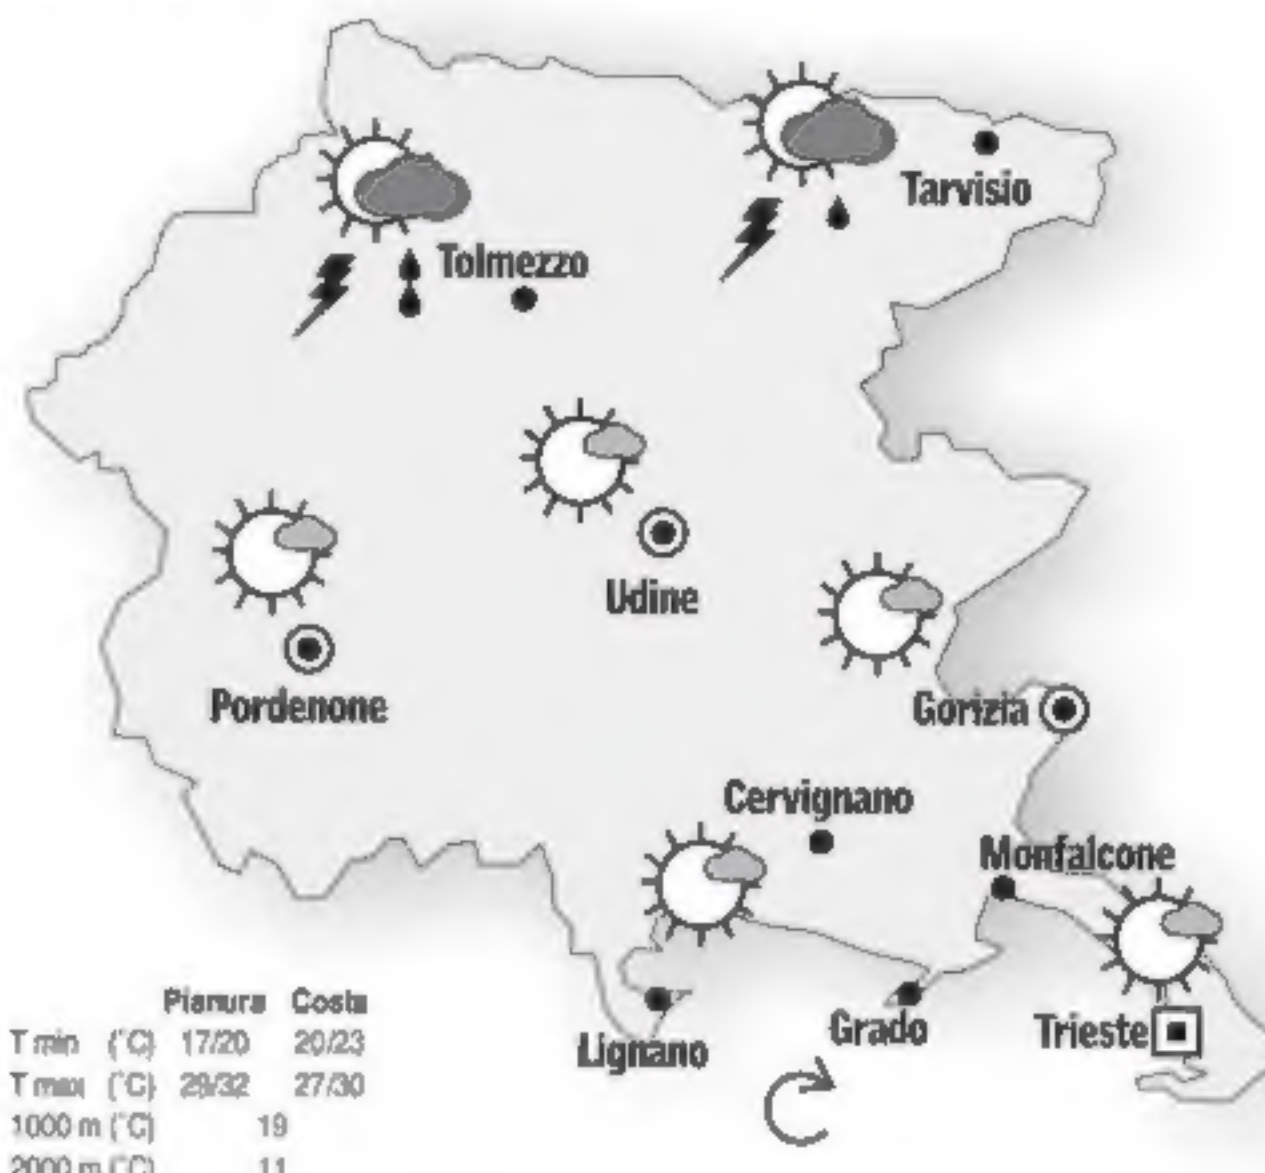 Tarvisio
Tolmezzo
Udine
Pordenone
Gorizia
Cervignano
Monfalcone
Grado
Trieste
Lignano
Pianura Costa
T min (°C) 17/20 20/23
T max (°C) 29/32 27/30
1000 m (°C) 19
2000 m (°C) 11